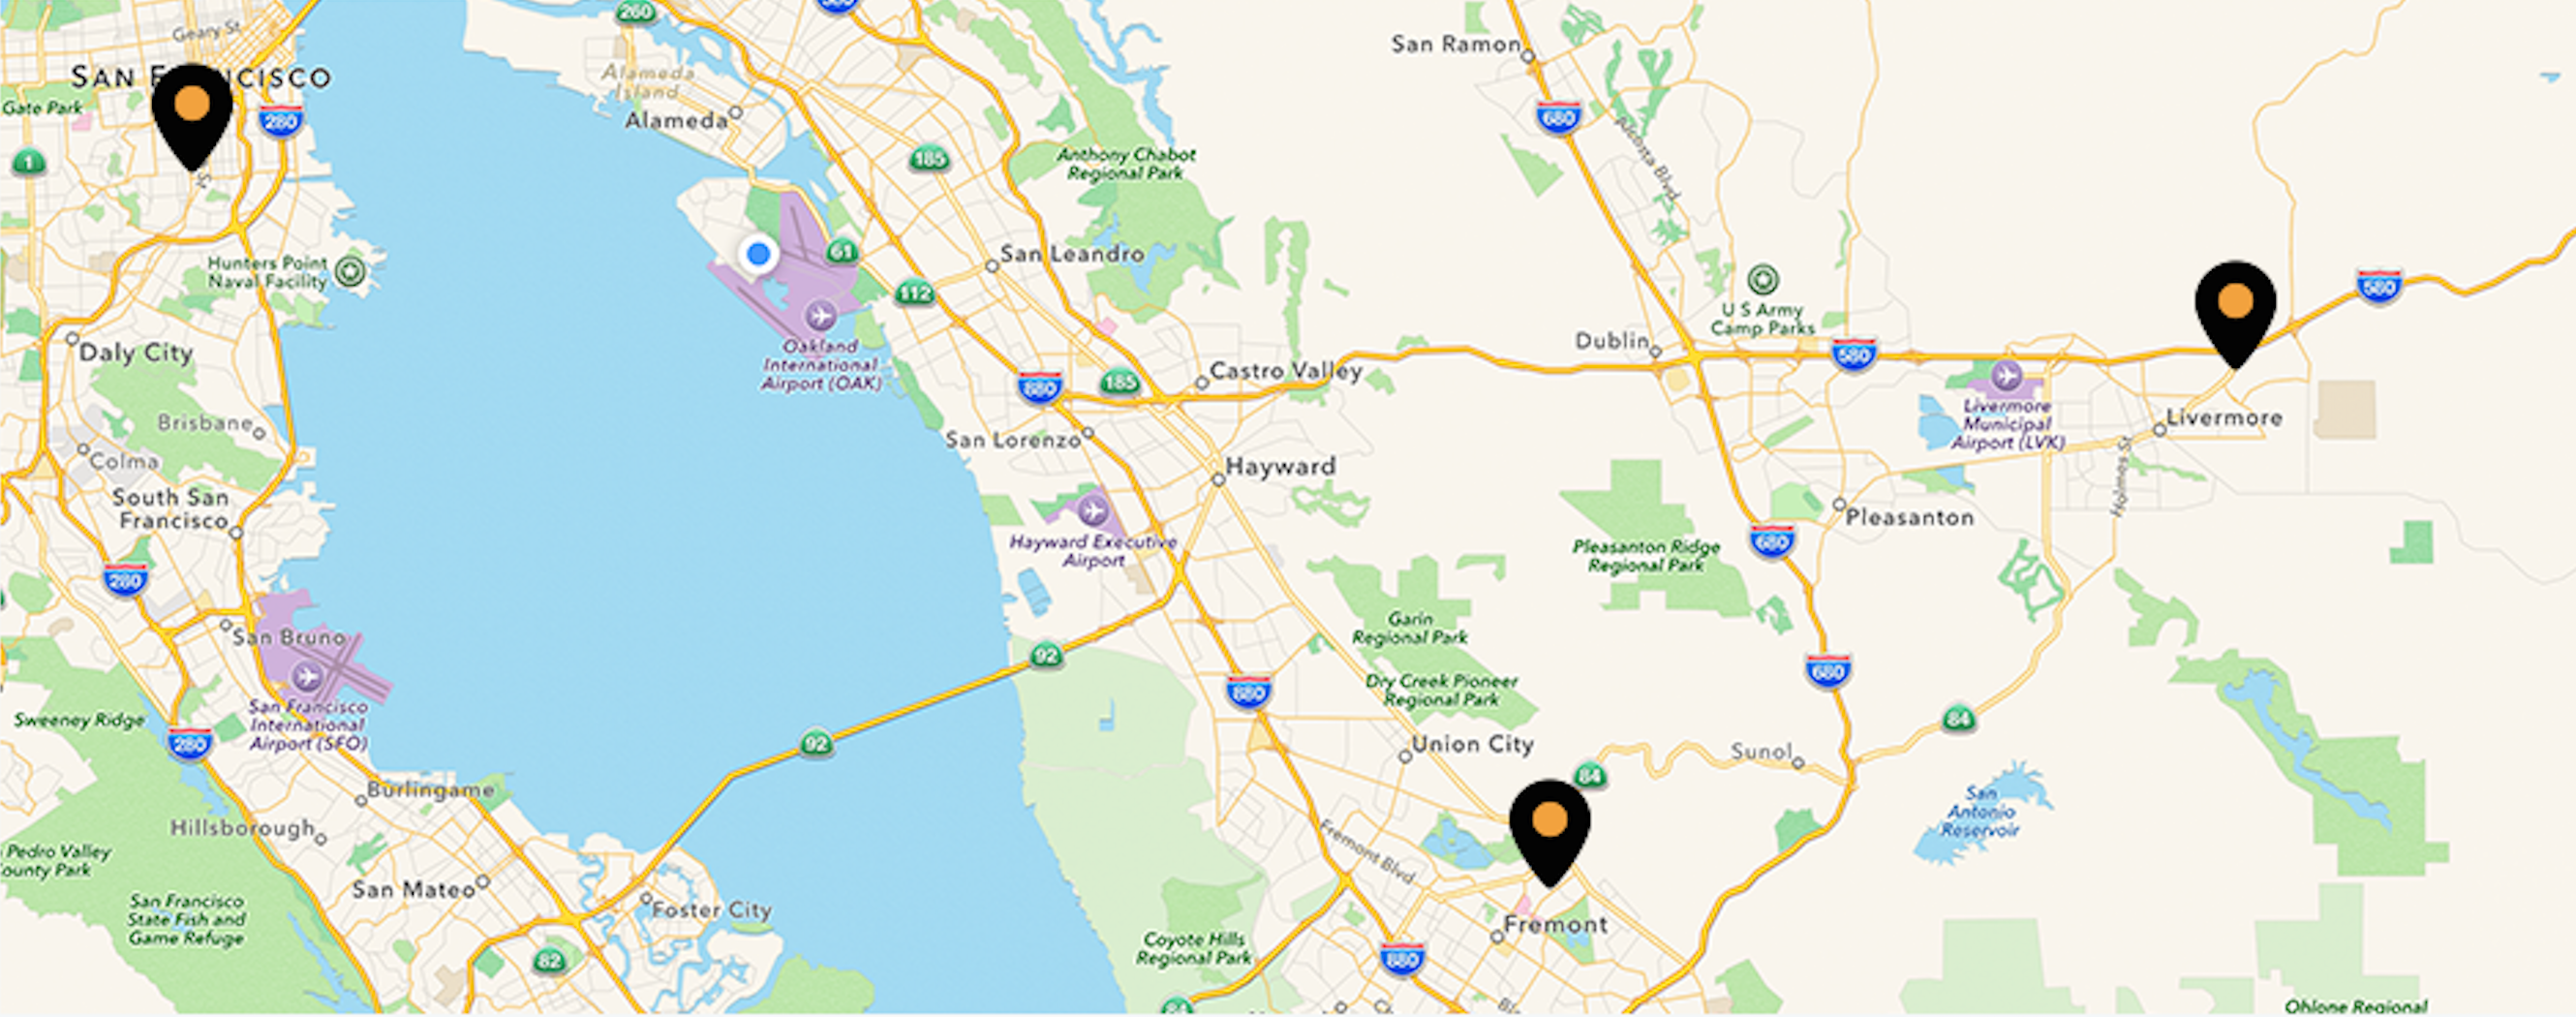 Geary St
SAN FRANCISCO
Gate Park
280
1
St
Hunters Point
Naval Facility
Daly City
Brisbane
Colma
South San
Francisco
280
San Bruno
San Francisco
International
Airport (SFO)
Sweeney Ridge
280
Burlingame
Hillsborough
Pedro Valley
ounty Park
San Mateo
San Francisco
State Fish and
Game Refuge
Foster City
82
260
Alameda
Island
Alameda
185
Anthony Chabot
Regional Park
61
San Leandro
112
Oakland
International
Airport (OAK)
880
185
Castro Valley
San Lorenzo
Hayward
Hayward Executive
Airport
92
92
880
Garin
Regional Park
Dry Creek Pioneer
Regional Park
Union City
84
Fremont Blvd
Fremont
Coyote Hills
Regional Park
880
84
San Ramon
680
Alcosta Blvd
U S Army
Camp Parks
Dublin
580
580
Livermore
Municipal
Airport (LVK)
Livermore
Holmes St
Pleasanton
680
Pleasanton Ridge
Regional Park
680
84
Sunol
San
Antonio
Reservoir
Ohlone Regional